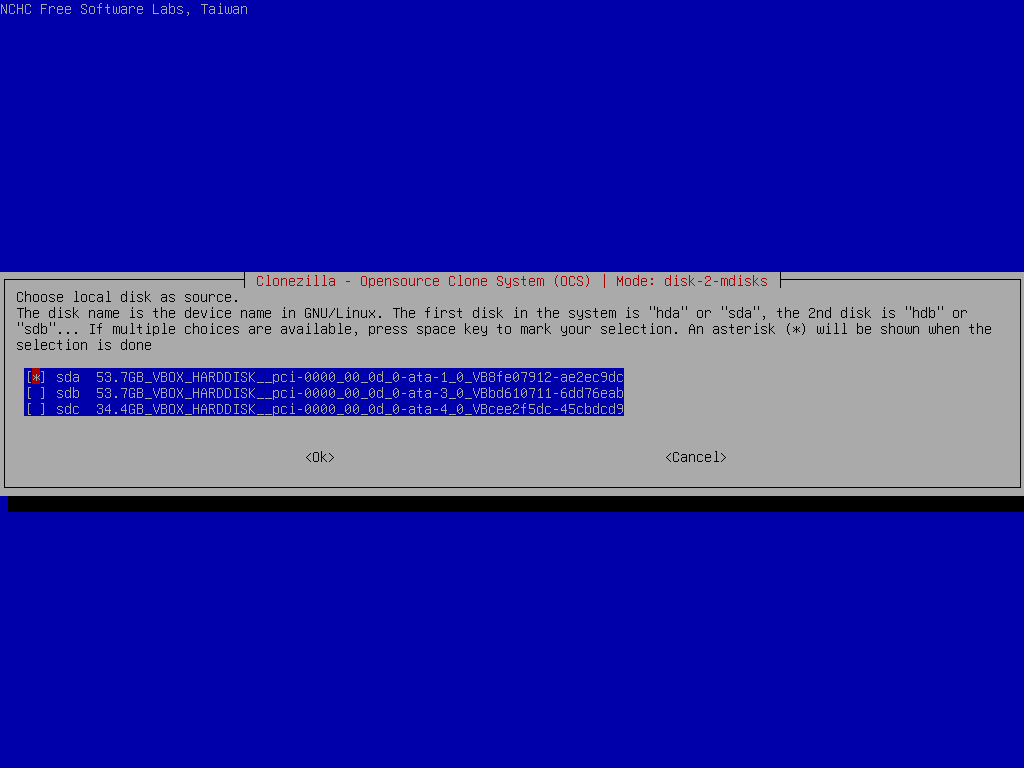 NCHC Free Software Labs, Taiwan
Clonezilla - Opensource Clone System (OCS) | Mode: disk-2-mdisks
Choose local disk as source.
The disk name is the device name in GNU/Linux. The first disk in the system is "hda" or "sda", the 2nd disk is "hdb" or
"sdb"... If multiple choices are available, press space key to mark your selection. An asterisk (*) will be shown when the
selection is done
[*] sda  53.7GB_VBOX_HARDDISK__pci-0000_00_0d_0-ata-1_0_VB8fe07912-ae2ec9dc
[ ] sdb  53.7GB_VBOX_HARDDISK__pci-0000_00_0d_0-ata-3_0_VBbd610711-6dd76eab
[ ] sdc  34.4GB_VBOX_HARDDISK__pci-0000_00_0d_0-ata-4_0_VBcee2f5dc-45cbdcd9
<Ok> <Cancel>